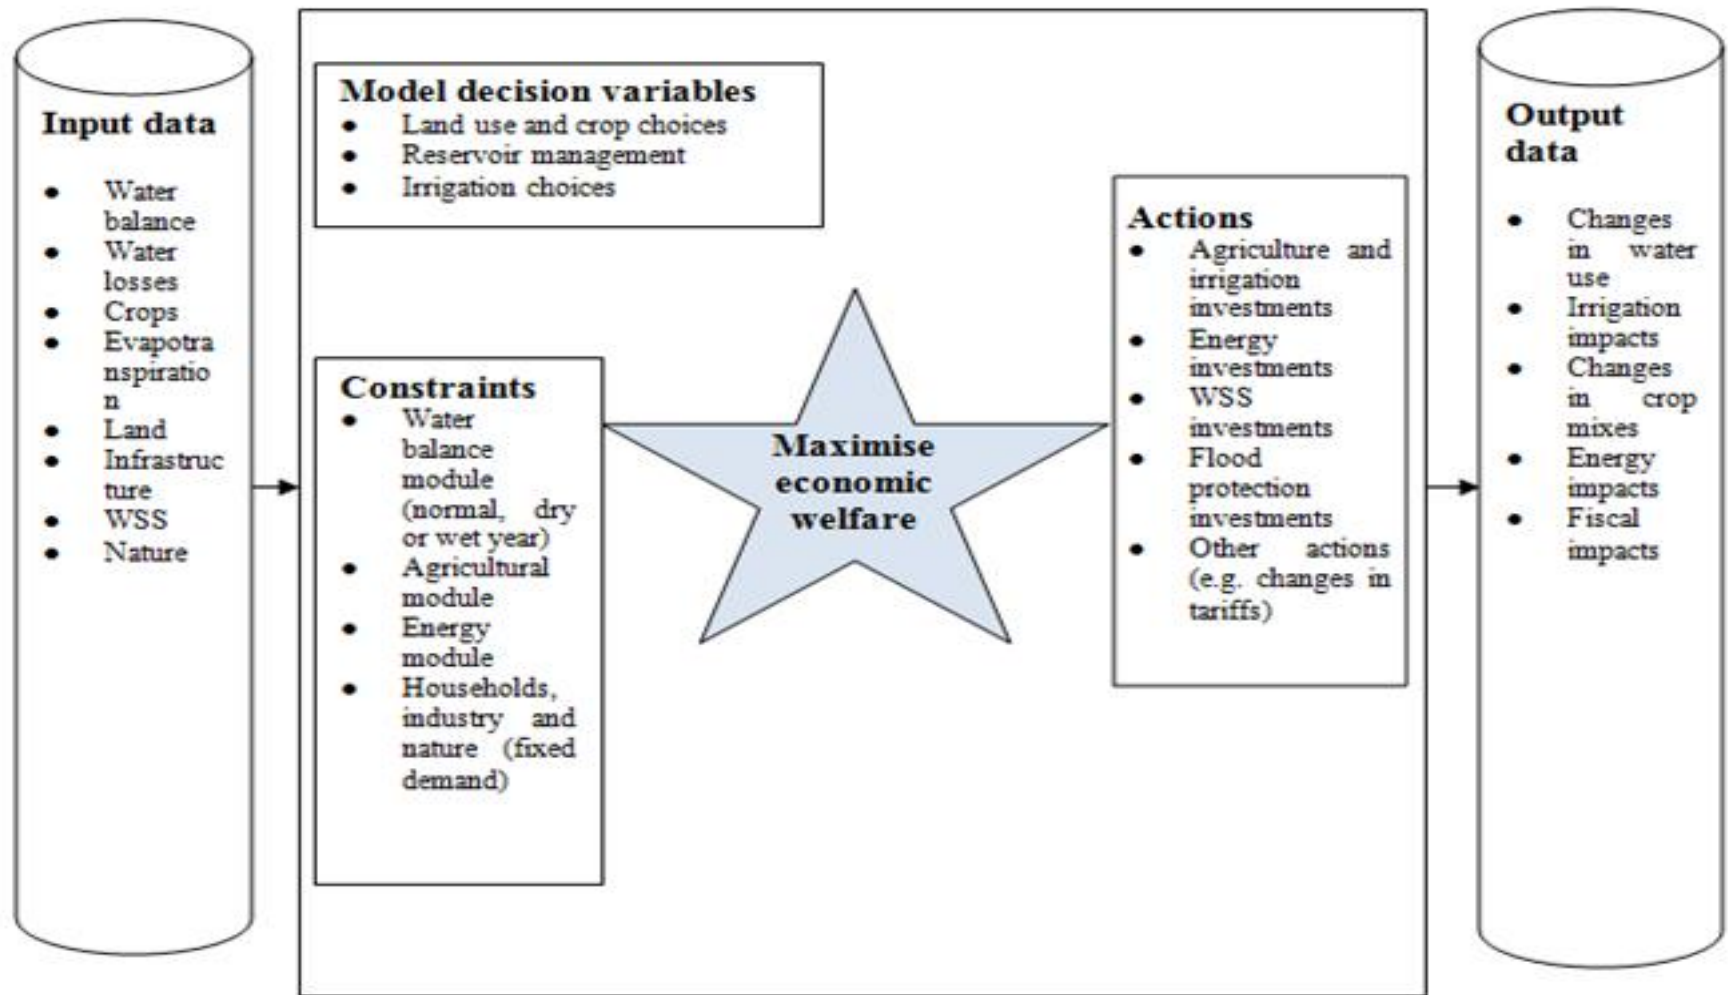 Input data
● Water
balance
● Water
losses
● Crops
● Evapotra
nspiratio
n
● Land
● Infrastruc
ture
● WSS
● Nature
Model decision variables
● Land use and crop choices
● Reservoir management
● Irrigation choices
Constraints
● Water
balance
module
(normal, dry
or wet year)
● Agricultural
module
● Energy
module
● Households,
industry and
nature (fixed
demand)
Maximise
economic
welfare
Actions
● Agriculture and
irrigation
investments
● Energy
investments
● WSS
investments
● Flood
protection
investments
● Other actions
(e.g. changes in
tariffs)
Output
data
● Changes
in water
use
● Irrigation
impacts
● Changes
in crop
mixes
● Energy
impacts
● Fiscal
impacts